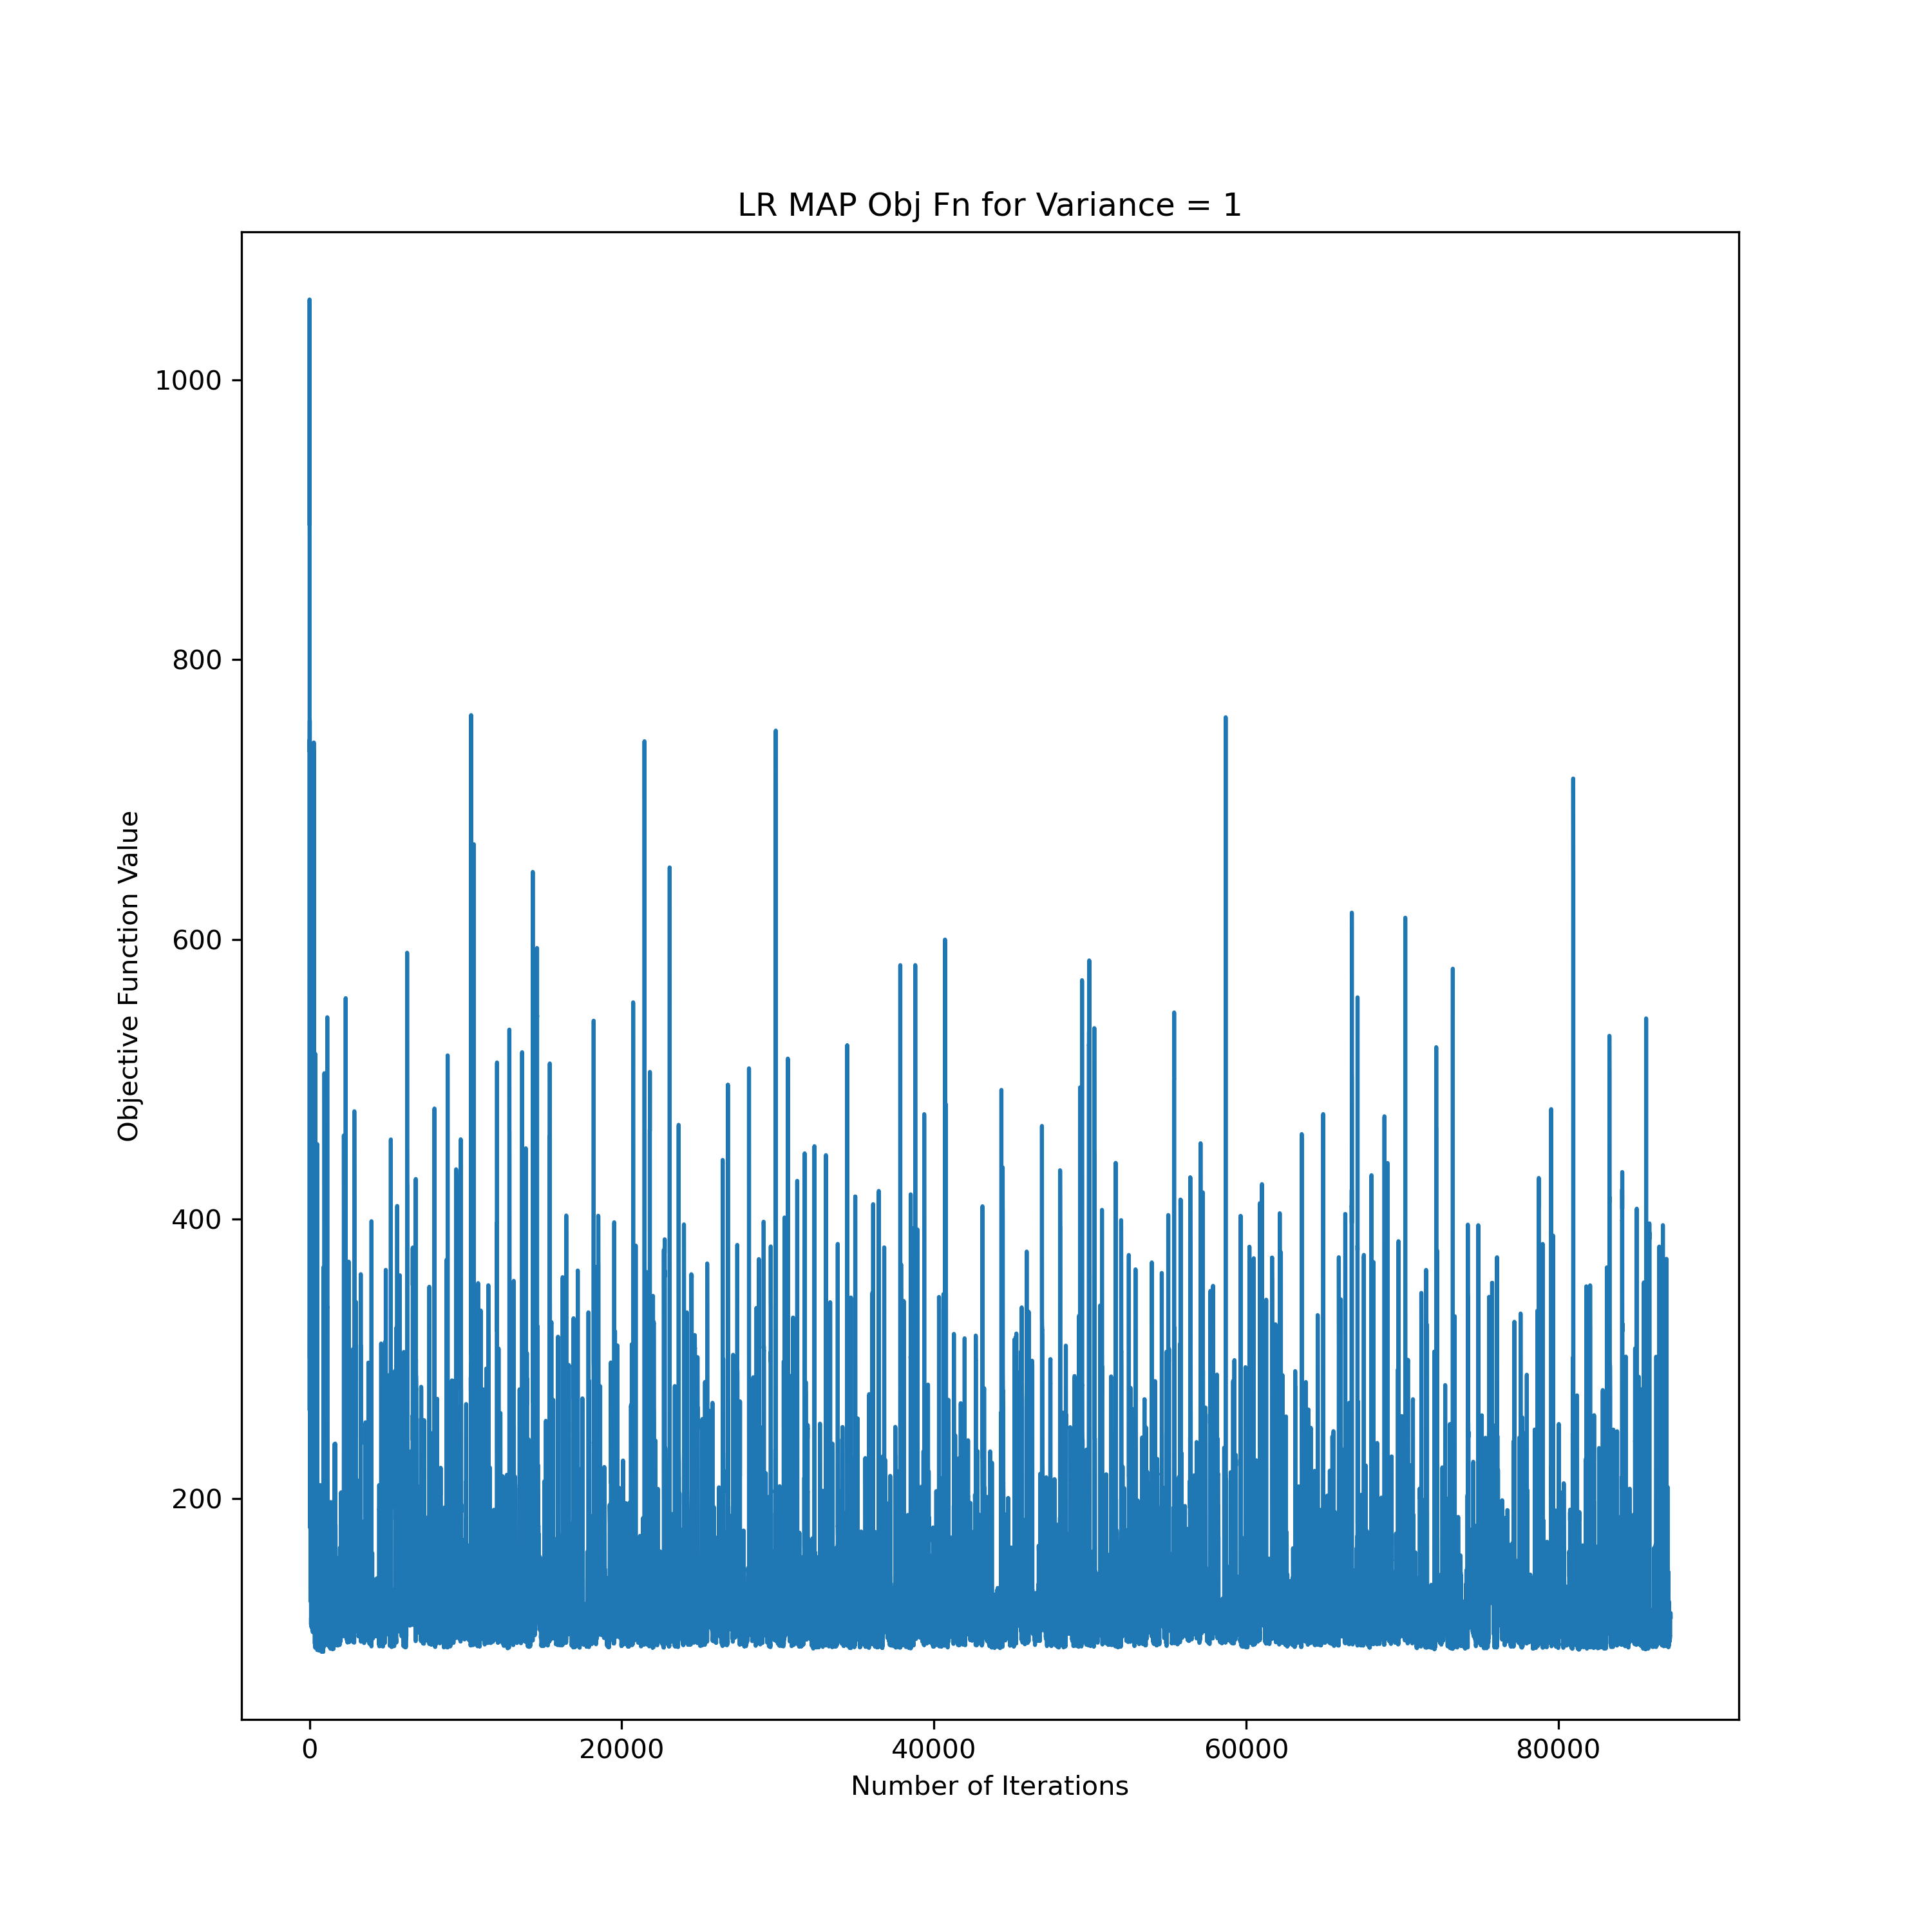 LR MAP Obj Fn for Variance = 1
1000
800
600
400
200
Objective Function Value
0 20000 40000 60000 80000
Number of Iterations